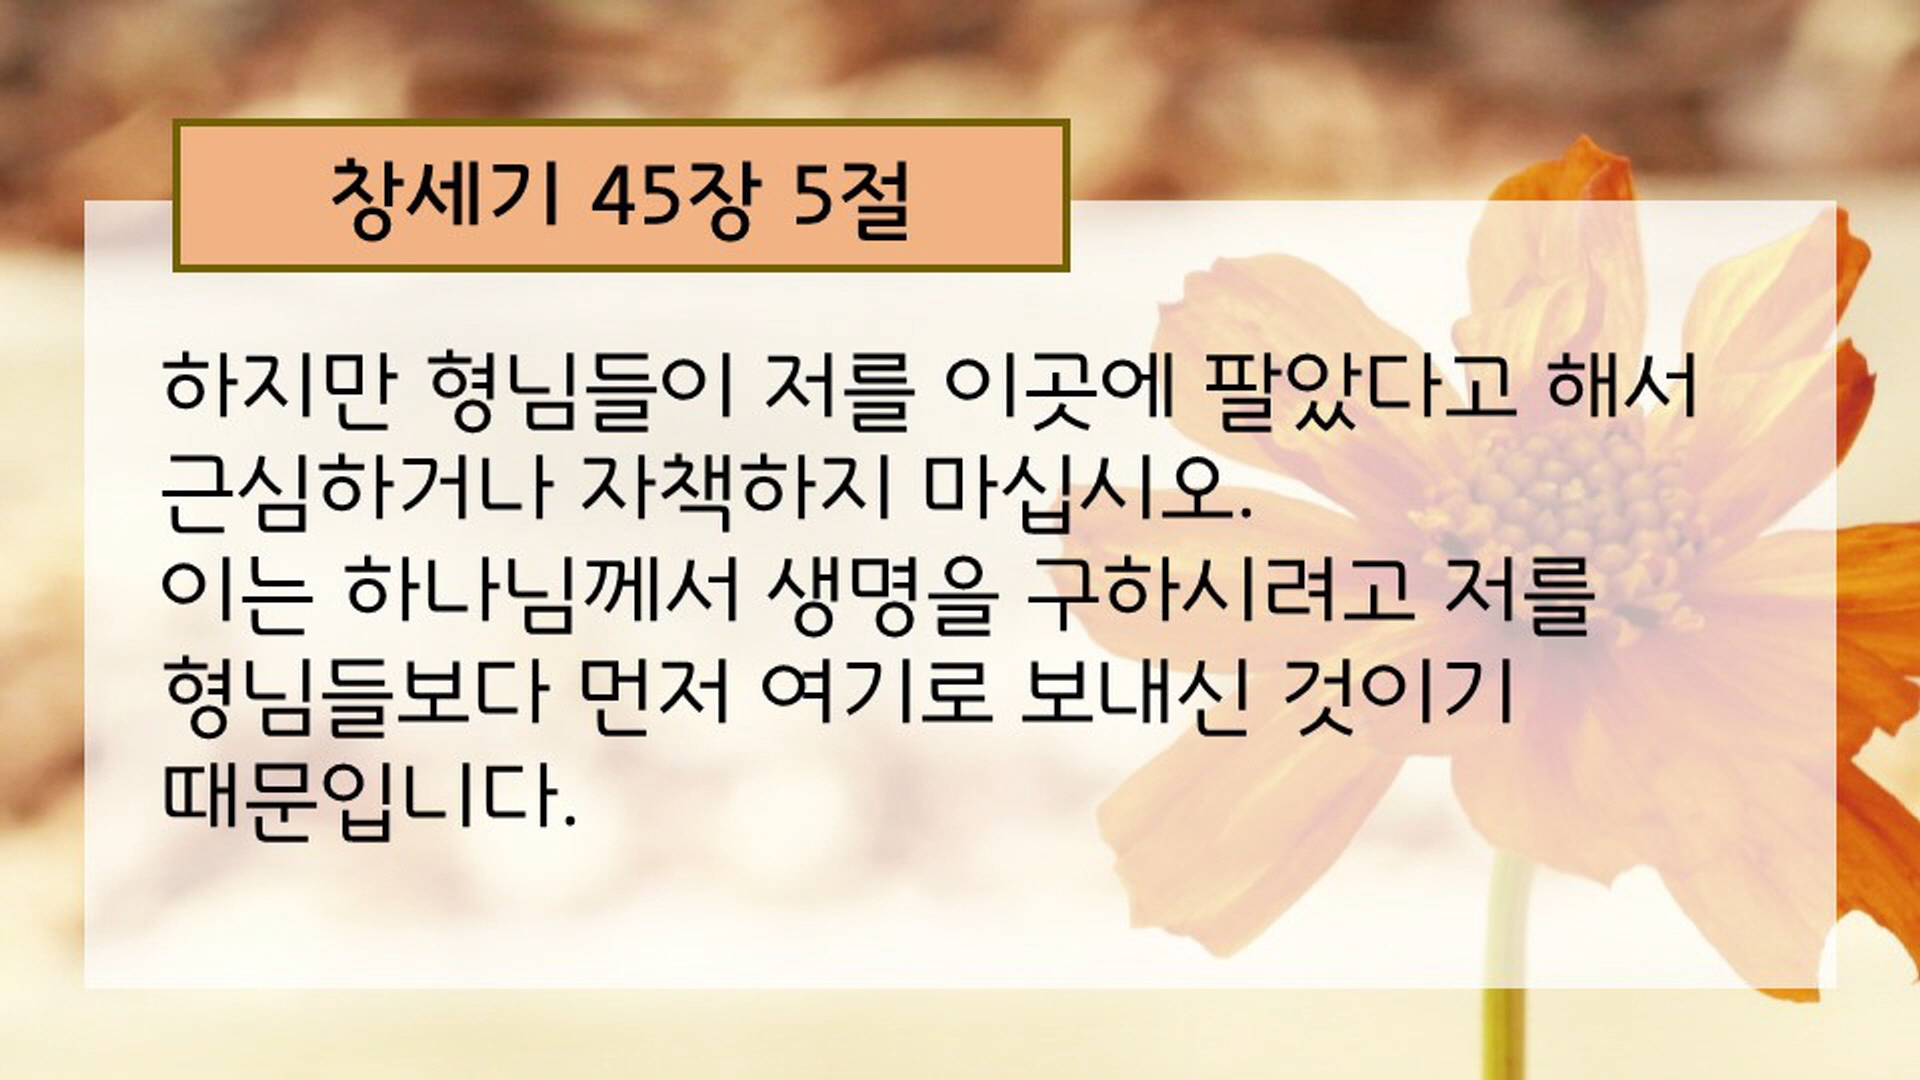 창세기 45장 5절
하지만 형님들이 저를 이곳에 팔았다고 해서
근심하거나 자책하지 마십시오.
이는 하나님께서 생명을 구하시려고 저를
형님들보다 먼저 여기로 보내신 것이기
때문입니다.